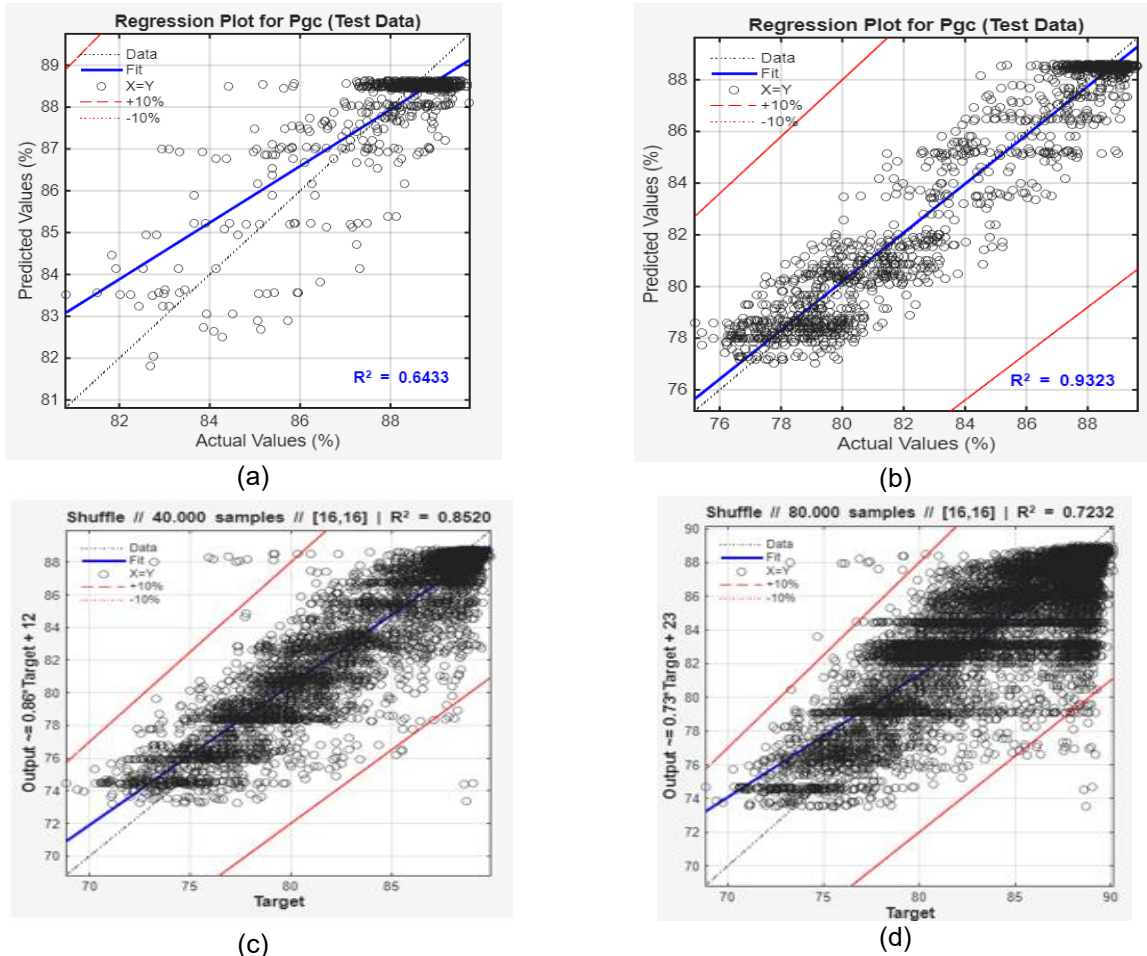 Regression Plot for Pgc (Test Data)
Data
Fit
X=Y
+10%
-10%
89
88
87
86
85
84
83
82
81
Predicted Values (%)
R² = 0.6433
82 84 86 88
Actual Values (%)
(a)
Regression Plot for Pgc (Test Data)
Data
Fit
X=Y
+10%
-10%
88
86
84
82
80
78
76
Predicted Values (%)
R² = 0.9323
76 78 80 82 84 86 88
Actual Values (%)
(b)
Shuffle // 40.000 samples // [16,16] | R² = 0.8520
Data
Fit
X=Y
+10%
-10%
88
86
84
82
80
78
76
74
72
70
Output ~= 0.86*Target + 12
70 75 80 85
Target
(c)
Shuffle // 80.000 samples // [16,16] | R² = 0.7232
Data
Fit
X=Y
+10%
-10%
90
88
86
84
82
80
78
76
74
72
70
Output ~= 0.73*Target + 23
70 75 80 85 90
Target
(d)